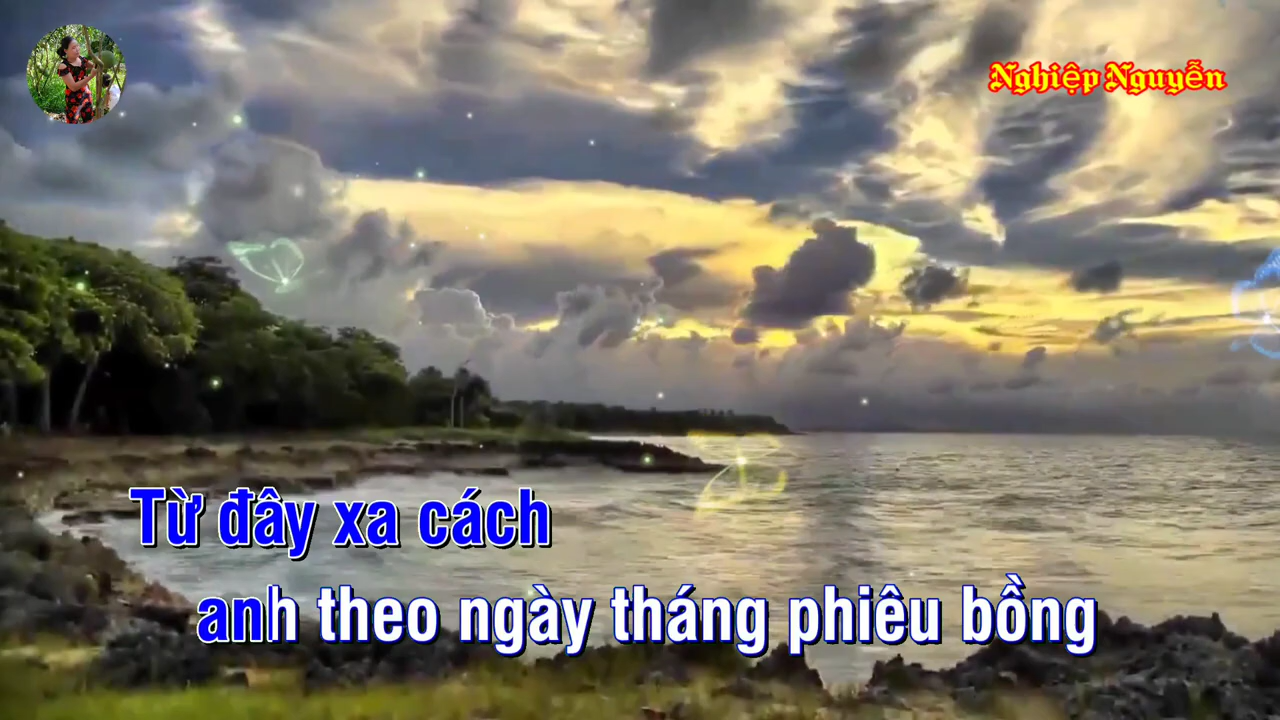 Nghiệp Nguyễn
Từ đây xa cách
anh theo ngày tháng phiêu bồng